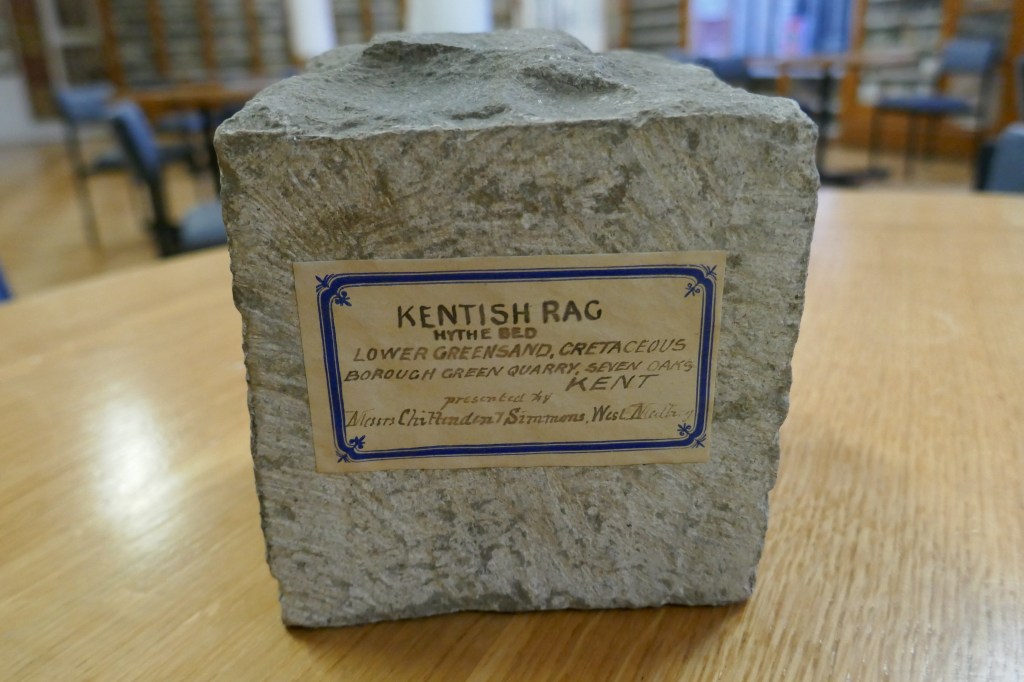 KENTISH RAG
HYTHE BED
LOWER GREENSAND, CRETACEOUS
BOROUGH GREEN QUARRY, SEVEN OAKS
KENT
presented by
Messrs Chittenden & Simmons, West Malling